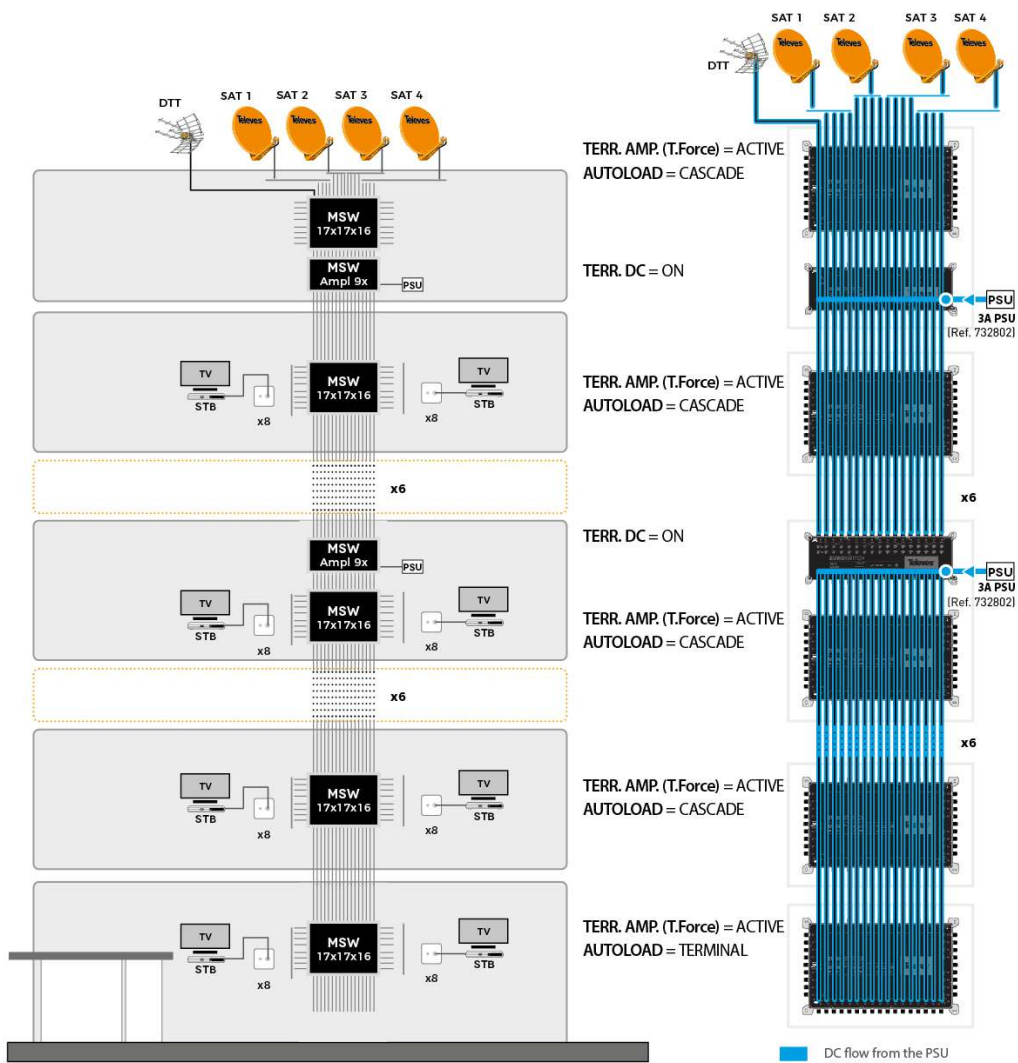 SAT 1
SAT 2
SAT 3
SAT 4
DTT
Televes
Televes
Televes
Televes
MSW
17x17x16
MSW
Ampl 9x
PSU
TV
STB
x8
MSW
17x17x16
x8
TV
STB
x6
MSW
Ampl 9x
PSU
TV
STB
x8
MSW
17x17x16
x8
TV
STB
x6
TV
STB
x8
MSW
17x17x16
x8
TV
STB
TV
STB
x8
MSW
17x17x16
x8
TV
STB
TERR. AMP. (T.Force) = ACTIVE
AUTOLOAD = CASCADE
TERR. DC = ON
TERR. AMP. (T.Force) = ACTIVE
AUTOLOAD = CASCADE
TERR. DC = ON
TERR. AMP. (T.Force) = ACTIVE
AUTOLOAD = CASCADE
TERR. AMP. (T.Force) = ACTIVE
AUTOLOAD = CASCADE
TERR. AMP. (T.Force) = ACTIVE
AUTOLOAD = TERMINAL
SAT 1
SAT 2
SAT 3
SAT 4
DTT
Televes
Televes
Televes
Televes
PSU
3A PSU
(Ref. 732802)
x6
Televes
PSU
3A PSU
(Ref. 732802)
x6
DC flow from the PSU